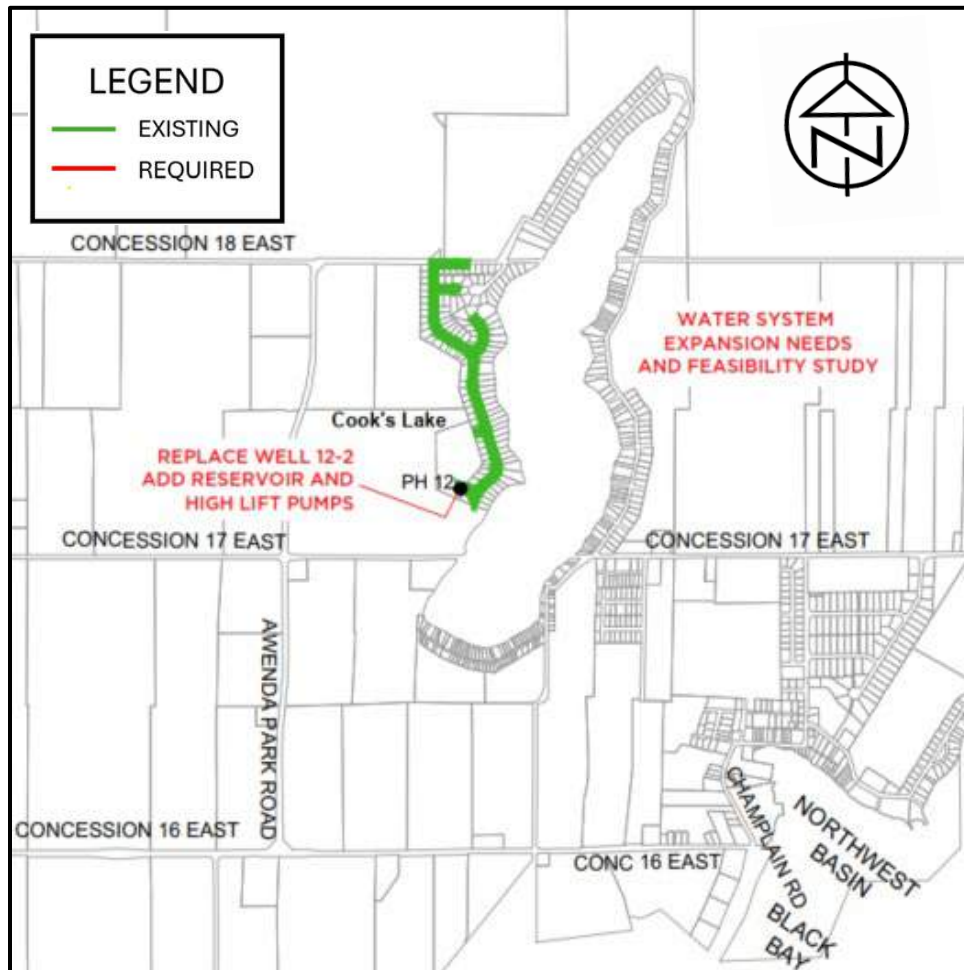 LEGEND
EXISTING
REQUIRED
N
CONCESSION 18 EAST
WATER SYSTEM
EXPANSION NEEDS
AND FEASIBILITY STUDY
Cook's Lake
REPLACE WELL 12-2
ADD RESERVOIR AND
HIGH LIFT PUMPS
PH 12
CONCESSION 17 EAST
CONCESSION 17 EAST
AWENDA PARK ROAD
CONCESSION 16 EAST
CONC 16 EAST
CHAMPLAIN RD
NORTHWEST
BASIN
BLACK
BAY